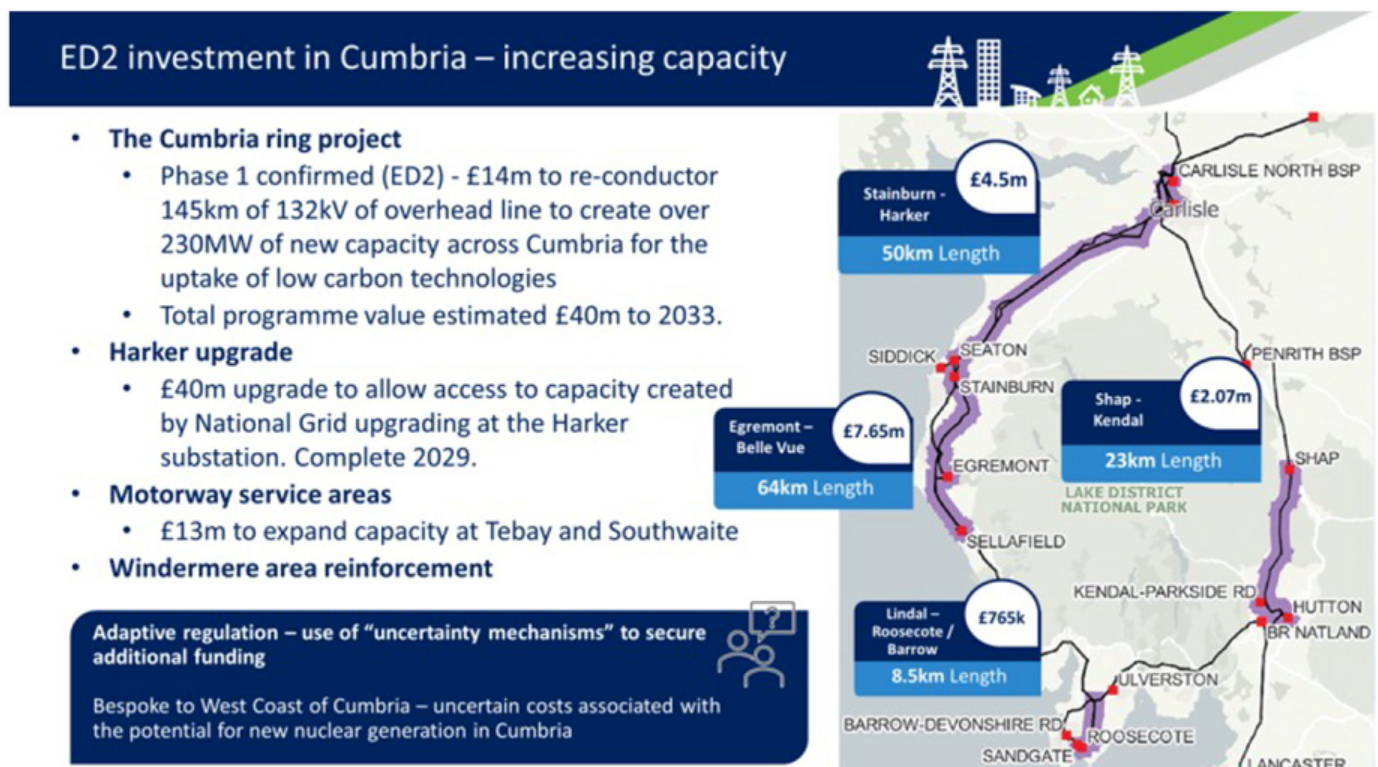 ED2 investment in Cumbria – increasing capacity
• The Cumbria ring project
• Phase 1 confirmed (ED2) - £14m to re-conductor
145km of 132kV of overhead line to create over
230MW of new capacity across Cumbria for the
uptake of low carbon technologies
• Total programme value estimated £40m to 2033.
• Harker upgrade
• £40m upgrade to allow access to capacity created
by National Grid upgrading at the Harker
substation. Complete 2029.
• Motorway service areas
• £13m to expand capacity at Tebay and Southwaite
• Windermere area reinforcement
Adaptive regulation – use of “uncertainty mechanisms” to secure
additional funding
?
Bespoke to West Coast of Cumbria – uncertain costs associated with
the potential for new nuclear generation in Cumbria
CARLISLE NORTH BSP
Carlisle
Stainburn -
Harker
£4.5m
50km Length
SIDDICK
SEATON
STAINBURN
PENRITH BSP
Egremont –
Belle Vue
£7.65m
64km Length
Shap -
Kendal
£2.07m
23km Length
EGREMONT
SHAP
LAKE DISTRICT
NATIONAL PARK
SELLAFIELD
KENDAL-PARKSIDE RD
HUTTON
BR NATLAND
Lindal –
Roosecote /
Barrow
£765k
8.5km Length
ULVERSTON
BARROW-DEVONSHIRE RD
ROOSECOTE
SANDGATE
LANCASTER